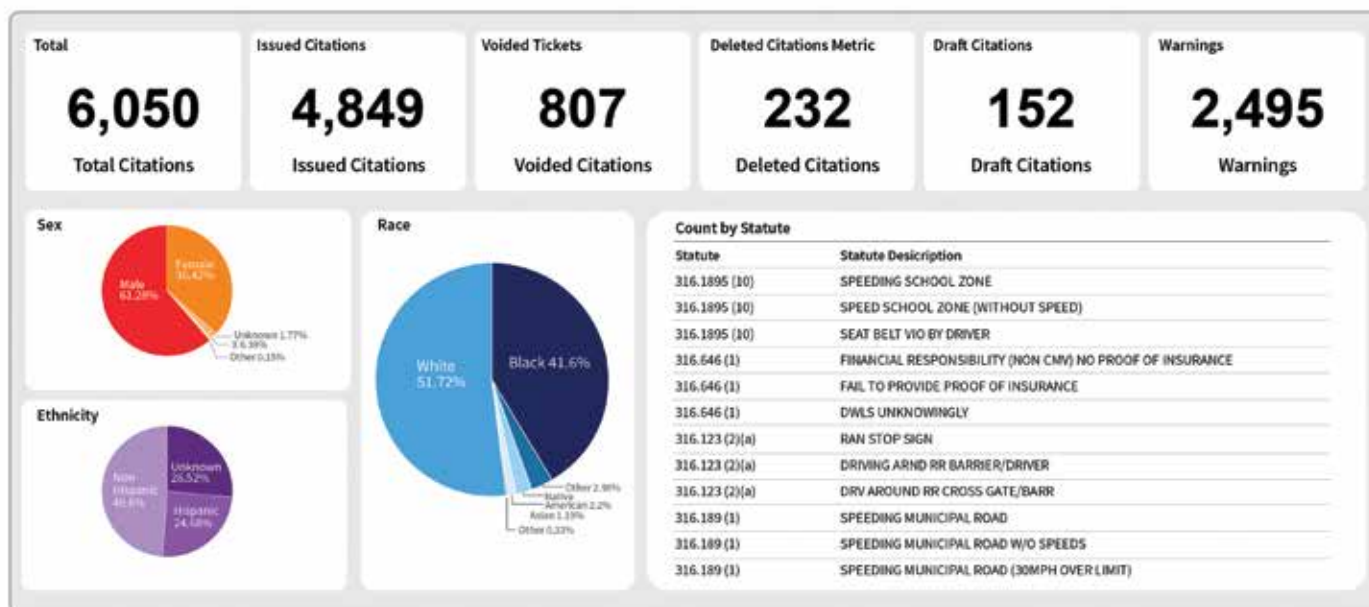 Total
6,050
Total Citations
Issued Citations
4,849
Issued Citations
Voided Tickets
807
Voided Citations
Deleted Citations Metric
232
Deleted Citations
Draft Citations
152
Draft Citations
Warnings
2,495
Warnings
Sex
Female
36.42%
Male
61.28%
Unknown 1.77%
X 0.38%
Other 0.15%
Ethnicity
Unknown
26.52%
Non-
Hispanic
Hispanic
24.68%
Race
White
51.72%
Black 41.6%
Native
American 2.2%
Asian 1.19%
Other 0.33%
Count by Statute
Statute Statute Desicription
316.1895 (10) SPEEDING SCHOOL ZONE
316.1895 (10) SPEED SCHOOL ZONE (WITHOUT SPEED)
316.1895 (10) SEAT BELT VIO BY DRIVER
316.646 (1) FINANCIAL RESPONSIBILITY (NON CMV) NO PROOF OF INSURANCE
316.646 (1) FAIL TO PROVIDE PROOF OF INSURANCE
316.646 (1) DWLS UNKNOWINGLY
316.123 (2)(a) RAN STOP SIGN
316.123 (2)(a) DRIVING ARND RR BARRIER/DRIVER
316.123 (2)(a) DRV AROUND RR CROSS GATE/BARR
316.189 (1) SPEEDING MUNICIPAL ROAD
316.189 (1) SPEEDING MUNICIPAL ROAD W/O SPEEDS
316.189 (1) SPEEDING MUNICIPAL ROAD (30MPH OVER LIMIT)